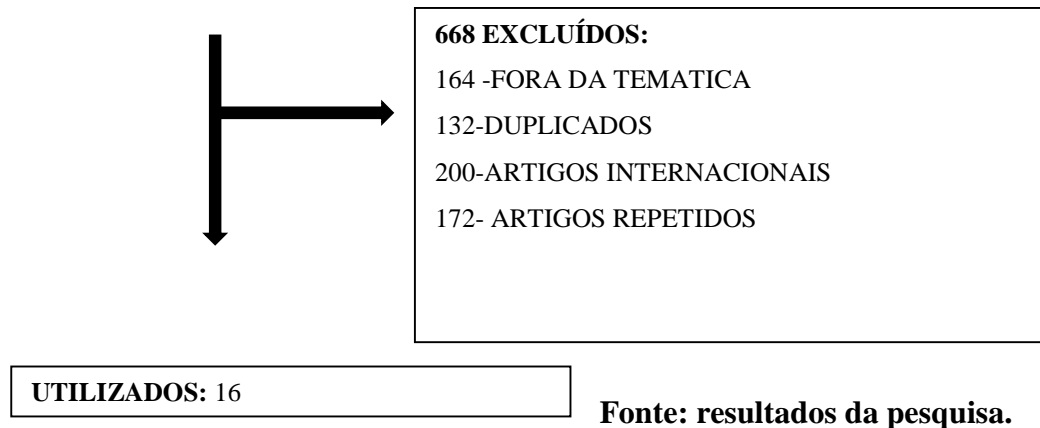 668 EXCLUÍDOS:
164 -FORA DA TEMATICA
132-DUPLICADOS
200-ARTIGOS INTERNACIONAIS
172- ARTIGOS REPETIDOS
UTILIZADOS: 16
Fonte: resultados da pesquisa.